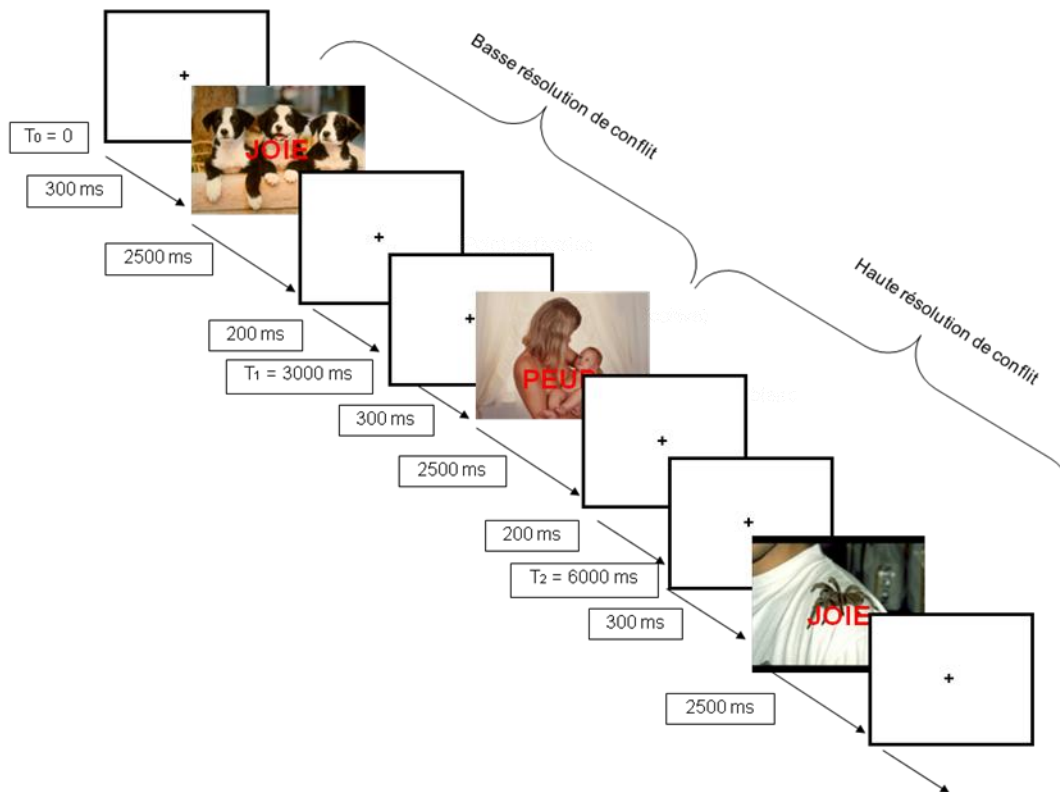 Basse résolution de conflit
Haute résolution de conflit
T0 = 0
300 ms
JOIE
2500 ms
200 ms
T1 = 3000 ms
300 ms
PEUR
2500 ms
200 ms
T2 = 6000 ms
300 ms
JOIE
2500 ms